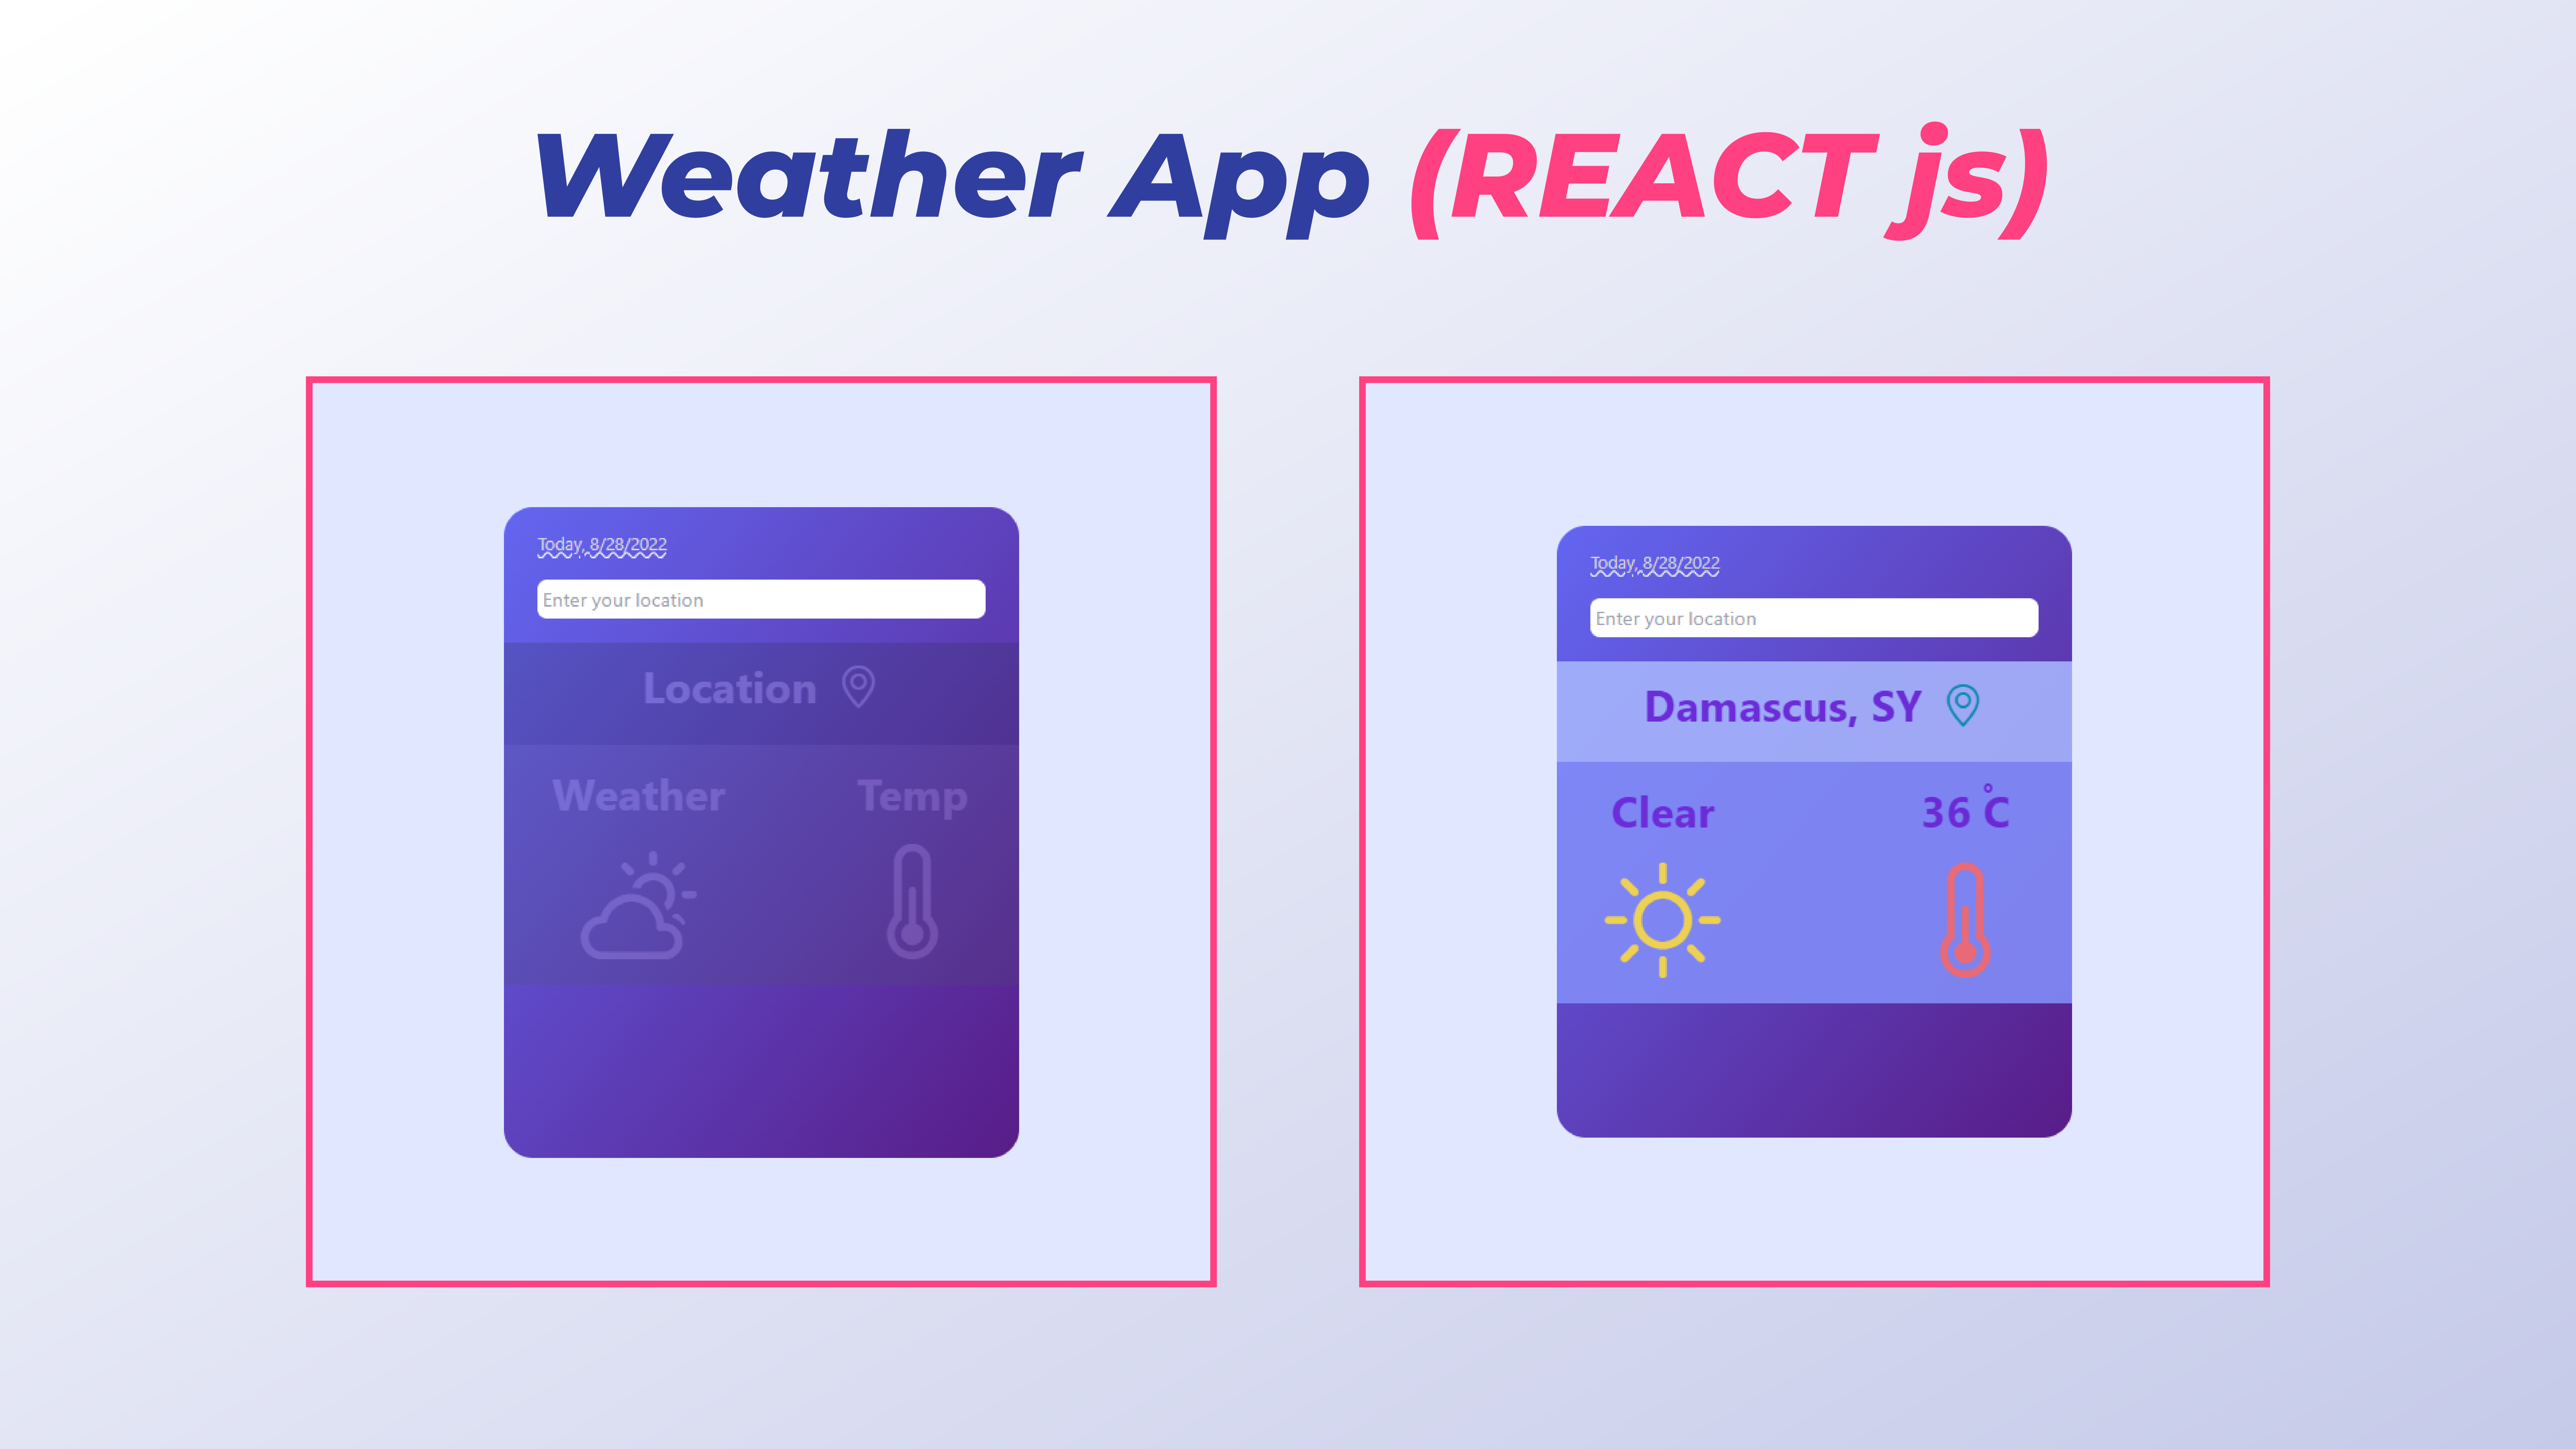 Weather App (REACT js)
Today, 8/28/2022
Enter your location
Location
Weather
Temp
Today, 8/28/2022
Enter your location
Damascus, SY
Clear
36 °C